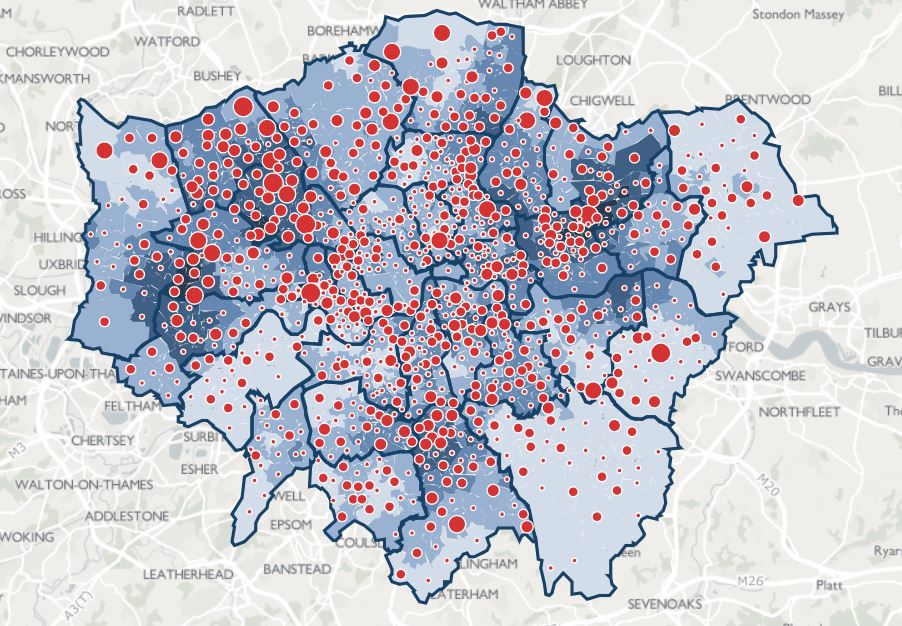 RADLETT
WALTHAM ABBEY
Stondon Massey
BOREHAMW
WATFORD
CHORLEYWOOD
LOUGHTON
KMANSWORTH
BUSHEY
CHIGWELL
BRENTWOOD
BILL
NOR
ROSS
HILLING
UXBRID
SLOUGH
GRAYS
INDSOR
TILBUR
FORD
GRAV
TAINES-UPON-THA
SWANSCOMBE
HAM
FELTHAM
NORTHFLEET
The
CHERTSEY
SURBI
M3
ESHER
WALTON-ON-THAMES
M20
WELL
ADDLESTONE
EPSOM
WOKING
COULS
een
Ryar
LINGHAM
BANSTEAD
LEATHERHEAD
M26
Platt
ATERHAM
SEVENOAKS
A3(T)